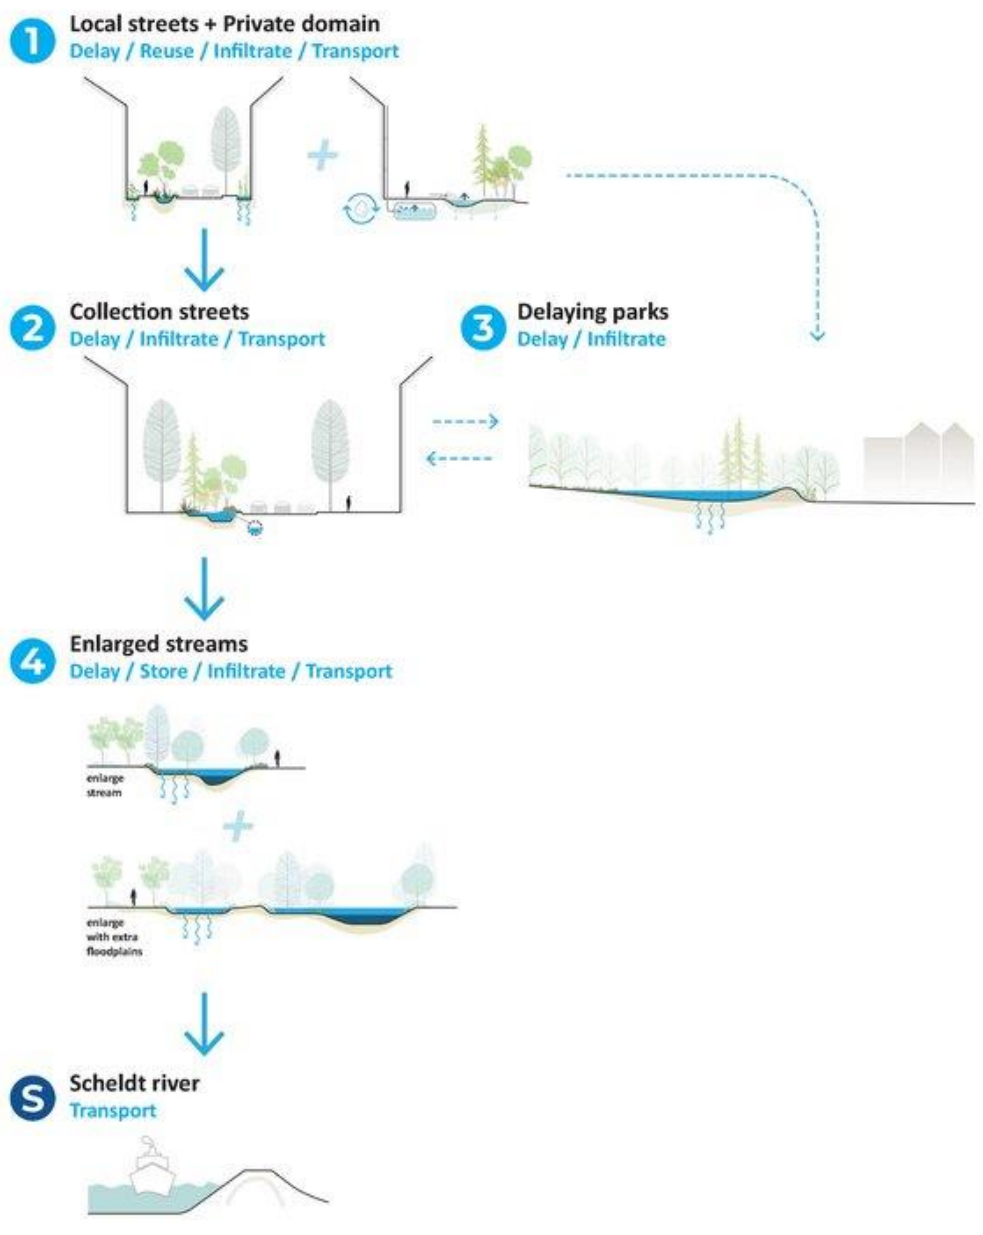 1
Local streets + Private domain
Delay / Reuse / Infiltrate / Transport
+
2
Collection streets
Delay / Infiltrate / Transport
3
Delaying parks
Delay / Infiltrate
4
Enlarged streams
Delay / Store / Infiltrate / Transport
enlarge
stream
+
enlarge
with extra
floodplains
S
Scheldt river
Transport